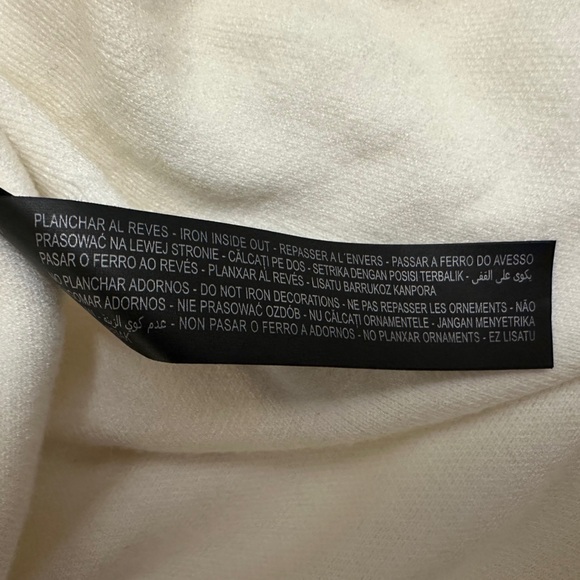 PLANCHAR AL REVES - IRON INSIDE OUT - REPASSER A L´ENVERS - PASSAR A FERRO DO AVESSO
PRASOWAĆ NA LEWEJ STRONIE - CĂLCAȚI PE DOS - SETRIKA DENGAN POSISI TERBALIK - يكوى على القفى
PASAR O FERRO AO REVÉS - PLANXAR AL REVÉS - LISATU BARRUKOZ KANPORA
PLANCHAR ADORNOS - DO NOT IRON DECORATIONS - NE PAS REPASSER LES ORNEMENTS - NÃO
ADORNOS - NIE PRASOWAĆ OZDÓB - NU CĂLCAȚI ORNAMENTELE - JANGAN MENYETRIKA
عدم كوي - NON PASAR O FERRO A ADORNOS - NO PLANXAR ORNAMENTS - EZ LISATU